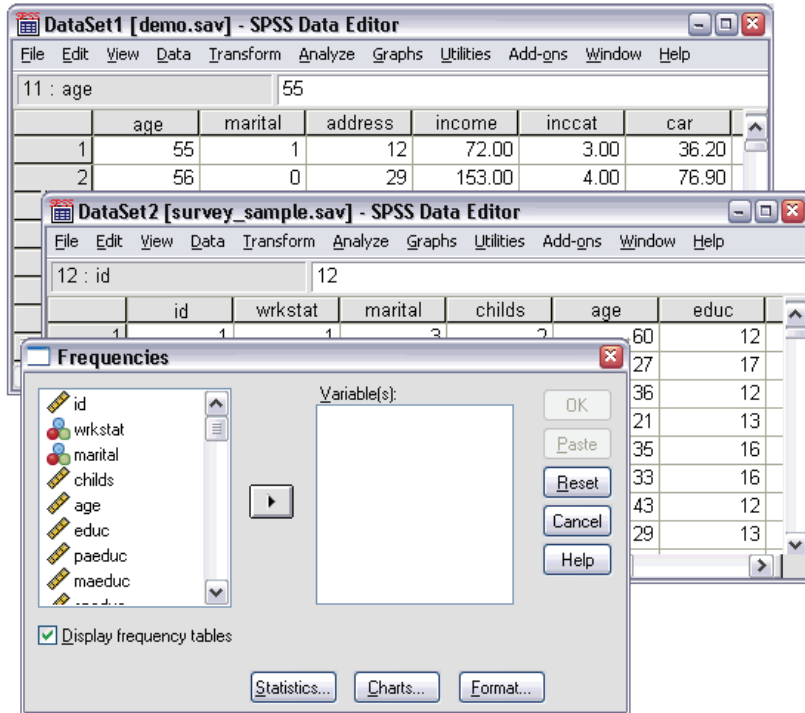 DataSet1 [demo.sav] - SPSS Data Editor
File Edit View Data Transform Analyze Graphs Utilities Add-ons Window Help
11 : age 55
age marital address income inccat car
1 55 1 12 72.00 3.00 36.20
2 56 0 29 153.00 4.00 76.90
DataSet2 [survey_sample.sav] - SPSS Data Editor
File Edit View Data Transform Analyze Graphs Utilities Add-ons Window Help
12 : id 12
id wrkstat marital childs age educ
1 1 1 3 2 60 12
27 17
36 12
21 13
35 16
33 16
43 12
29 13
Frequencies
id
wrkstat
marital
childs
age
educ
paeduc
maeduc
Variable(s):
OK
Paste
Reset
Cancel
Help
Display frequency tables
Statistics... Charts... Format...